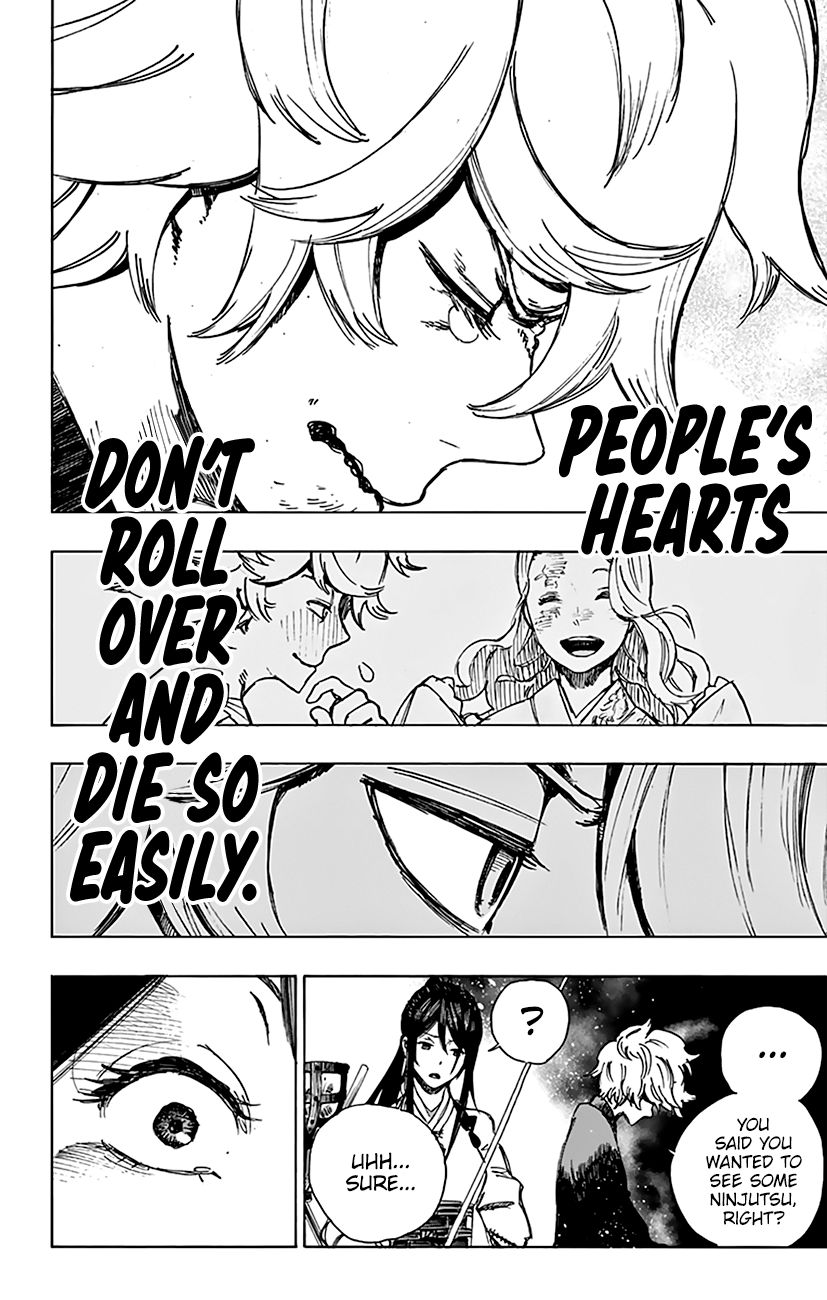 PEOPLE'S
HEARTS
DON'T
ROLL
OVER
AND
DIE SO
EASILY.
...
YOU
SAID YOU
WANTED TO
SEE SOME
NINJUTSU,
RIGHT?
?
UHH...
SURE...